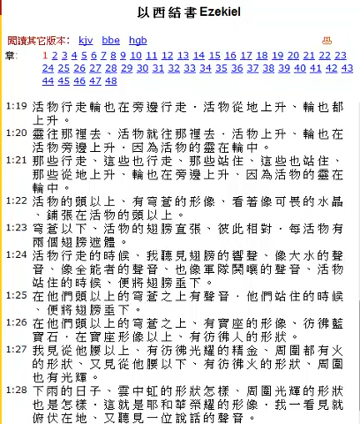 以西結書 Ezekiel
閱讀其它版本： kjv bbe hgb
章： 1 2 3 4 5 6 7 8 9 10 11 12 13 14 15 16 17 18 19 20 21 22 23
24 25 26 27 28 29 30 31 32 33 34 35 36 37 38 39 40 41 42 43
44 45 46 47 48
1:19 活物行走輪也在旁邊行走．活物從地上升、輪也都
上升。
1:20 靈往那裡去、活物就往那裡去．活物上升、輪也在
活物旁邊上升．因為活物的靈在輪中。
1:21 那些行走、這些也行走、那些站住、這些也站住、
那些從地上升、輪也在旁邊上升、因為活物的靈在
輪中。
1:22 活物的頭以上、有穹蒼的形像、看著像可畏的水晶
、鋪張在活物的頭以上。
1:23 穹蒼以下、活物的翅膀直張、彼此相對．每活物有
兩個翅膀遮體。
1:24 活物行走的時候、我聽見翅膀的響聲、像大水的聲
音、像全能者的聲音、也像軍隊鬨嚷的聲音、活物
站住的時候、便將翅膀垂下。
1:25 在他們頭以上的穹蒼之上有聲音．他們站住的時候
、便將翅膀垂下。
1:26 在他們頭以上的穹蒼之上、有寶座的形像、彷彿藍
寶石．在寶座形像以上、有彷彿人的形狀。
1:27 我見從他腰以上、有彷彿光耀的精金、周圍都有火
的形狀、又見從他腰以下、有彷彿火的形狀、周圍
也有光輝。
1:28 下雨的日子、雲中虹的形狀怎樣、周圍光輝的形狀
也是怎樣．這就是耶和華榮耀的形像．我一看見就
俯伏在地、又聽見一位說話的聲音。